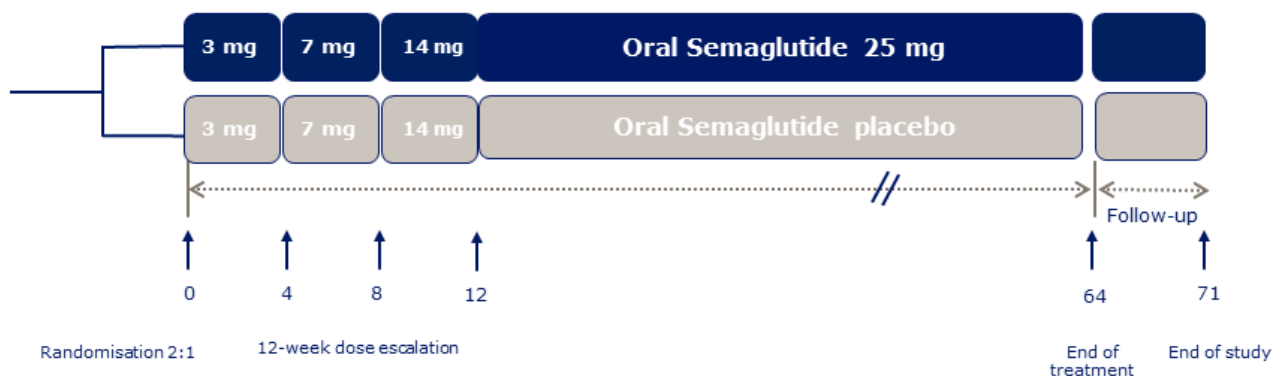 3 mg 7 mg 14 mg Oral Semaglutide 25 mg
3 mg 7 mg 14 mg Oral Semaglutide placebo
Follow-up
0 4 8 12 64 71
Randomisation 2:1 12-week dose escalation End of treatment End of study